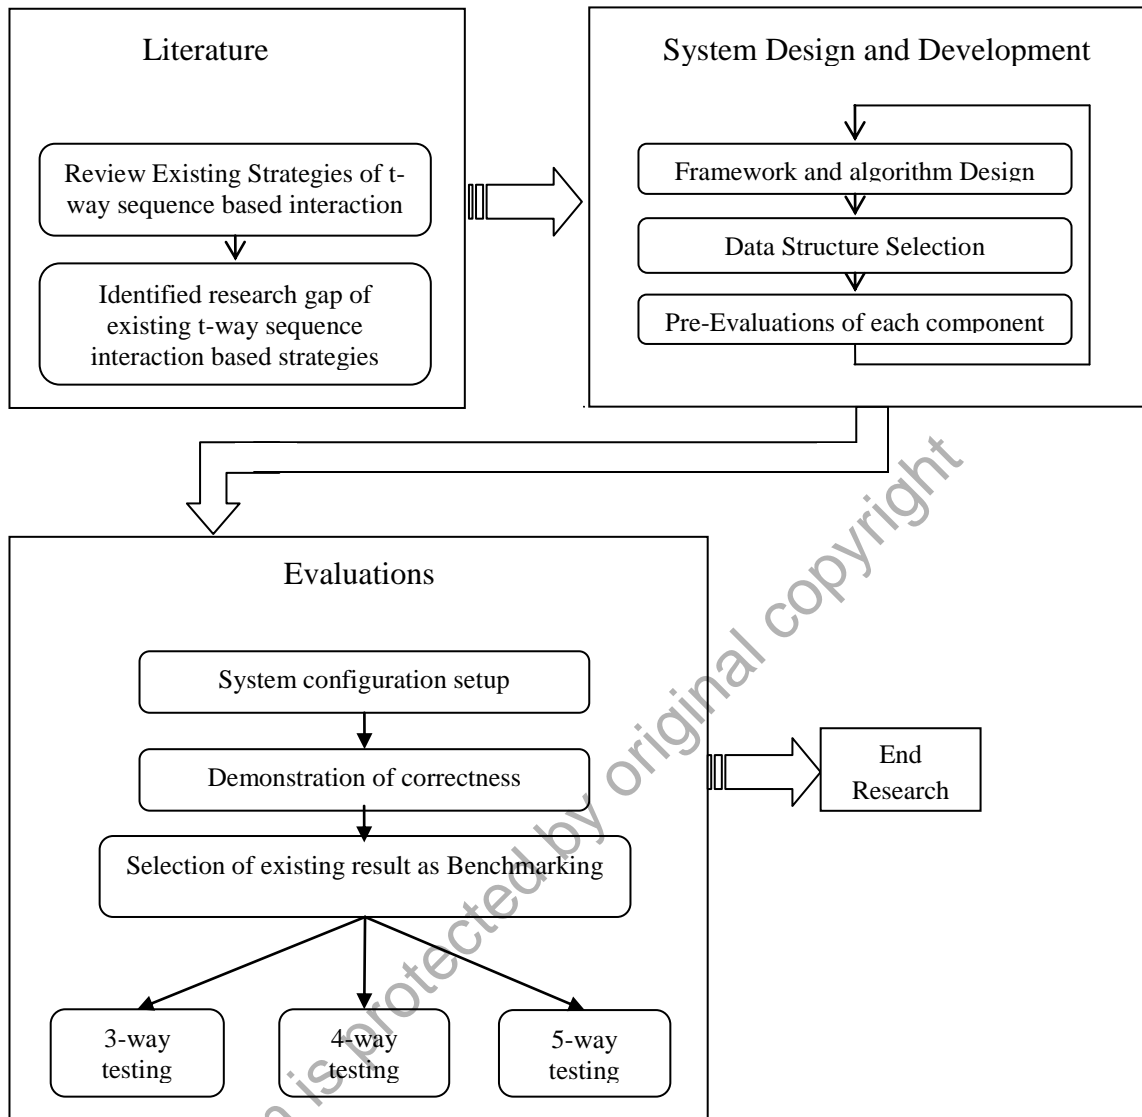 Literature
Review Existing Strategies of t-
way sequence based interaction
Identified research gap of
existing t-way sequence
interaction based strategies
System Design and Development
Framework and algorithm Design
Data Structure Selection
Pre-Evaluations of each component
Evaluations
System configuration setup
Demonstration of correctness
Selection of existing result as Benchmarking
3-way
testing
4-way
testing
5-way
testing
End
Research
is protected by original copyright